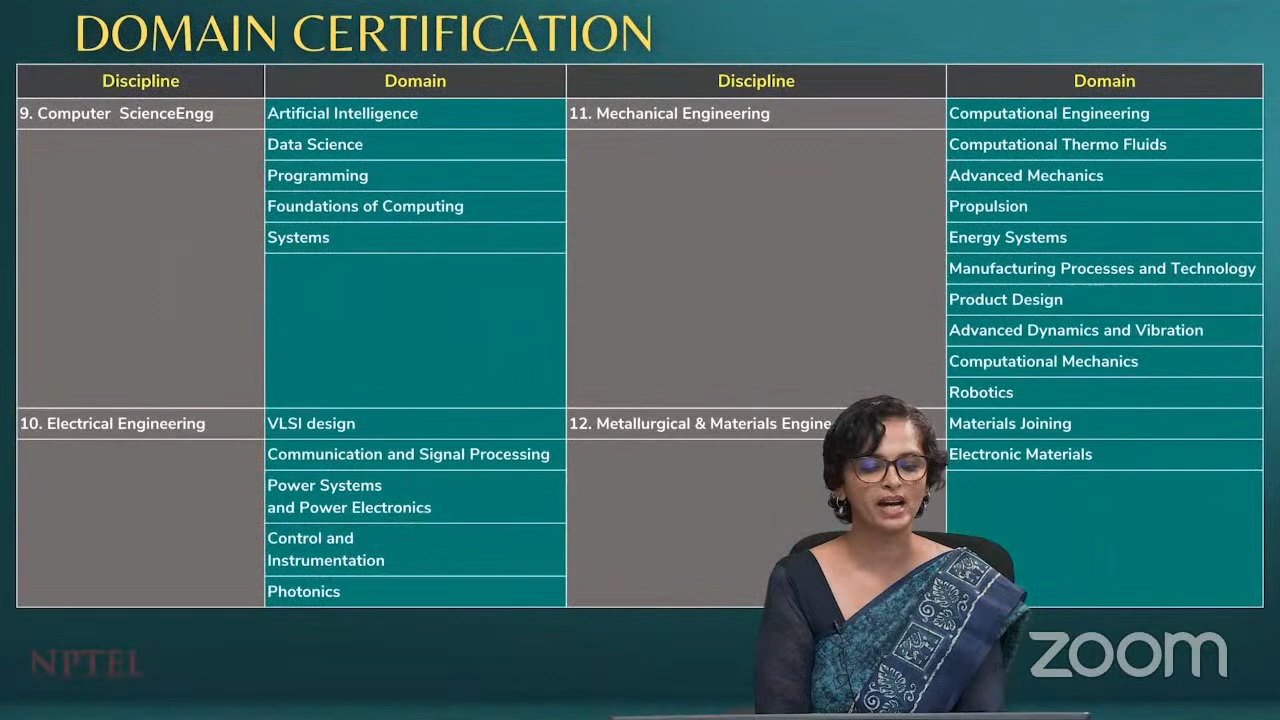 DOMAIN CERTIFICATION
Discipline
Domain
Discipline
Domain
9. Computer ScienceEngg
Artificial Intelligence
Data Science
Programming
Foundations of Computing
Systems
11. Mechanical Engineering
Computational Engineering
Computational Thermo Fluids
Advanced Mechanics
Propulsion
Energy Systems
Manufacturing Processes and Technology
Product Design
Advanced Dynamics and Vibration
Computational Mechanics
Robotics
10. Electrical Engineering
VLSI design
Communication and Signal Processing
Power Systems
and Power Electronics
Control and
Instrumentation
Photonics
12. Metallurgical & Materials Engine
Materials Joining
Electronic Materials
NPTEL
zoom